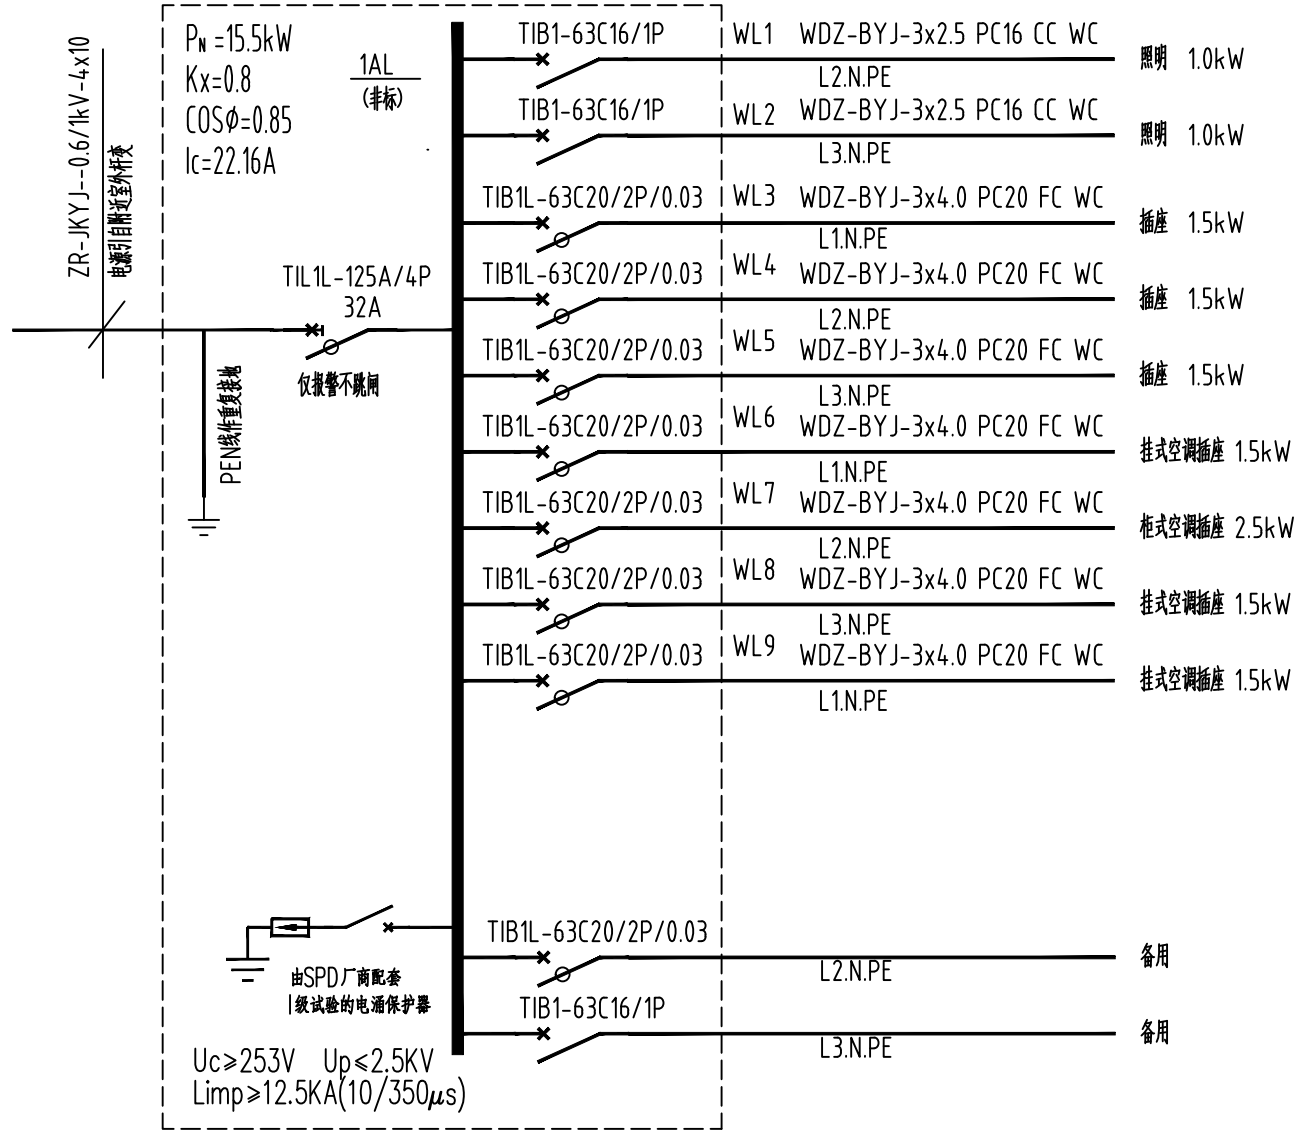 ZR-JKYJ--0.6/1kV-4x10
电源引自附近室外杆变
P_N =15.5kW
Kx=0.8
COSØ=0.85
Ic=22.16A
1AL
(非标)
TIL1L-125A/4P
32A
仅报警不跳闸
PEN线作重复接地
TIB1-63C16/1P WL1 WDZ-BYJ-3x2.5 PC16 CC WC
L2.N.PE
照明 1.0kW
TIB1-63C16/1P WL2 WDZ-BYJ-3x2.5 PC16 CC WC
L3.N.PE
照明 1.0kW
TIB1L-63C20/2P/0.03 WL3 WDZ-BYJ-3x4.0 PC20 FC WC
L1.N.PE
插座 1.5kW
TIB1L-63C20/2P/0.03 WL4 WDZ-BYJ-3x4.0 PC20 FC WC
L2.N.PE
插座 1.5kW
TIB1L-63C20/2P/0.03 WL5 WDZ-BYJ-3x4.0 PC20 FC WC
L3.N.PE
插座 1.5kW
TIB1L-63C20/2P/0.03 WL6 WDZ-BYJ-3x4.0 PC20 FC WC
L1.N.PE
挂式空调插座 1.5kW
TIB1L-63C20/2P/0.03 WL7 WDZ-BYJ-3x4.0 PC20 FC WC
L2.N.PE
柜式空调插座 2.5kW
TIB1L-63C20/2P/0.03 WL8 WDZ-BYJ-3x4.0 PC20 FC WC
L3.N.PE
挂式空调插座 1.5kW
TIB1L-63C20/2P/0.03 WL9 WDZ-BYJ-3x4.0 PC20 FC WC
L1.N.PE
挂式空调插座 1.5kW
TIB1L-63C20/2P/0.03
L2.N.PE
备用
TIB1-63C16/1P
L3.N.PE
备用
由SPD厂商配套
I级试验的电涌保护器
Uc≥253V Up≤2.5KV
Limp≥12.5KA(10/350μs)